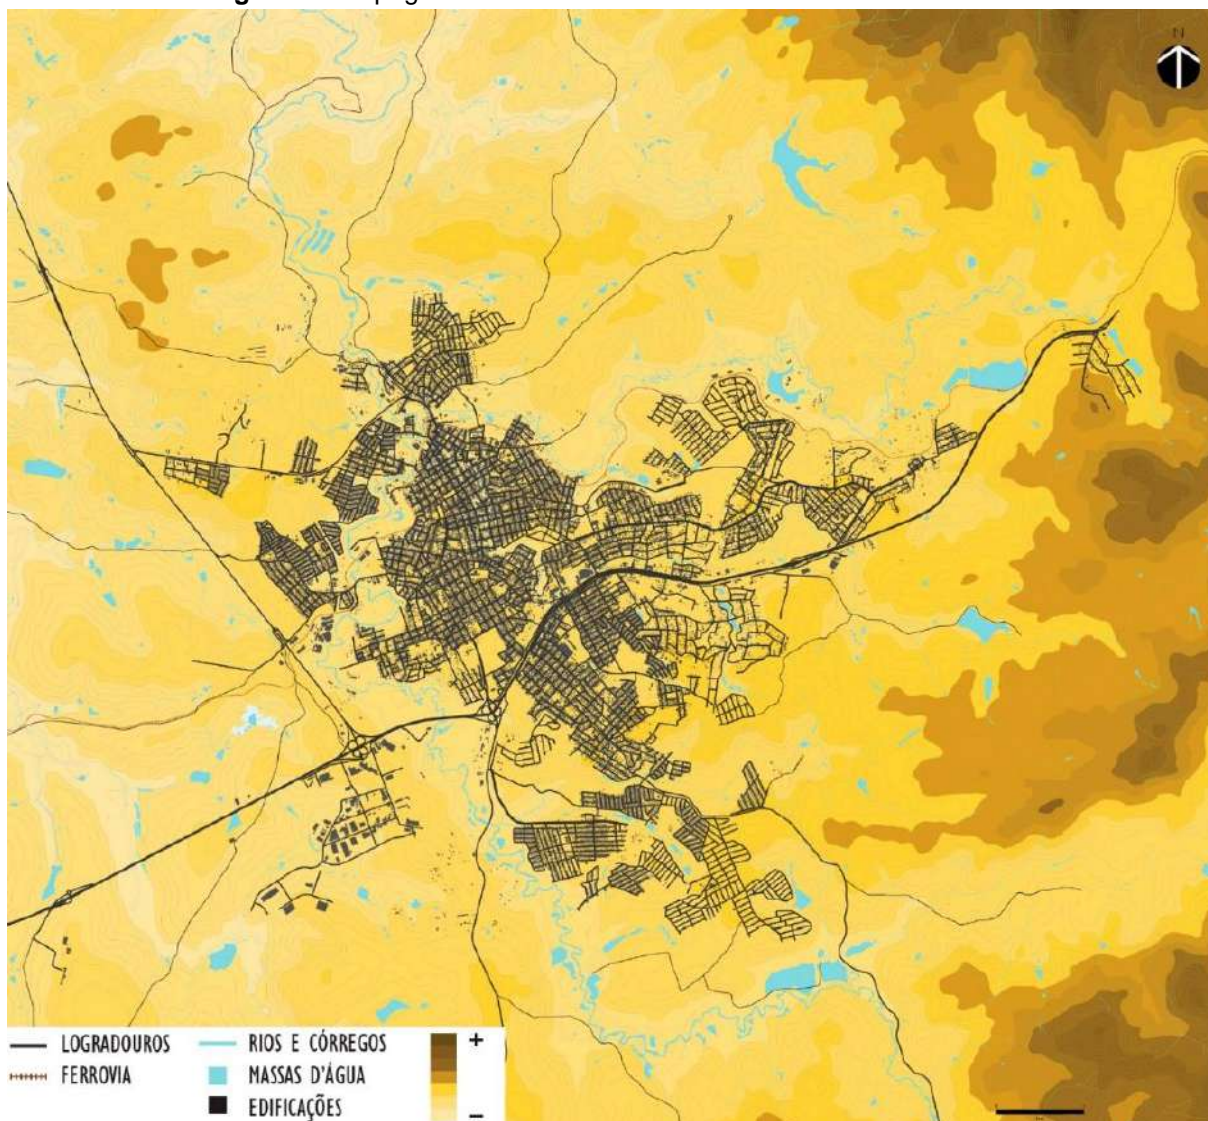 N
LOGRADOUROS
FERROVIA
RIOS E CÓRREGOS
MASSAS D'ÁGUA
EDIFICAÇÕES
+
–